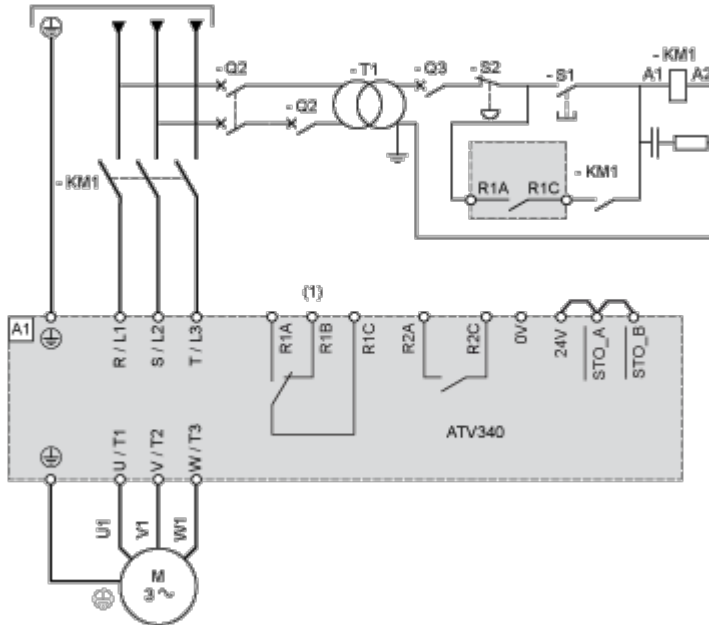 - Q2
- T1
- Q3
- S2
- S1
- KM1
A1
A2
- Q2
- KM1
R1A
R1C
- KM1
(1)
A1
R / L1
S / L2
T / L3
R1A
R1B
R1C
R2A
R2C
0V
24V
STO_A
STO_B
ATV340
U / T1
V / T2
W / T3
U1
V1
W1
M
3 ~